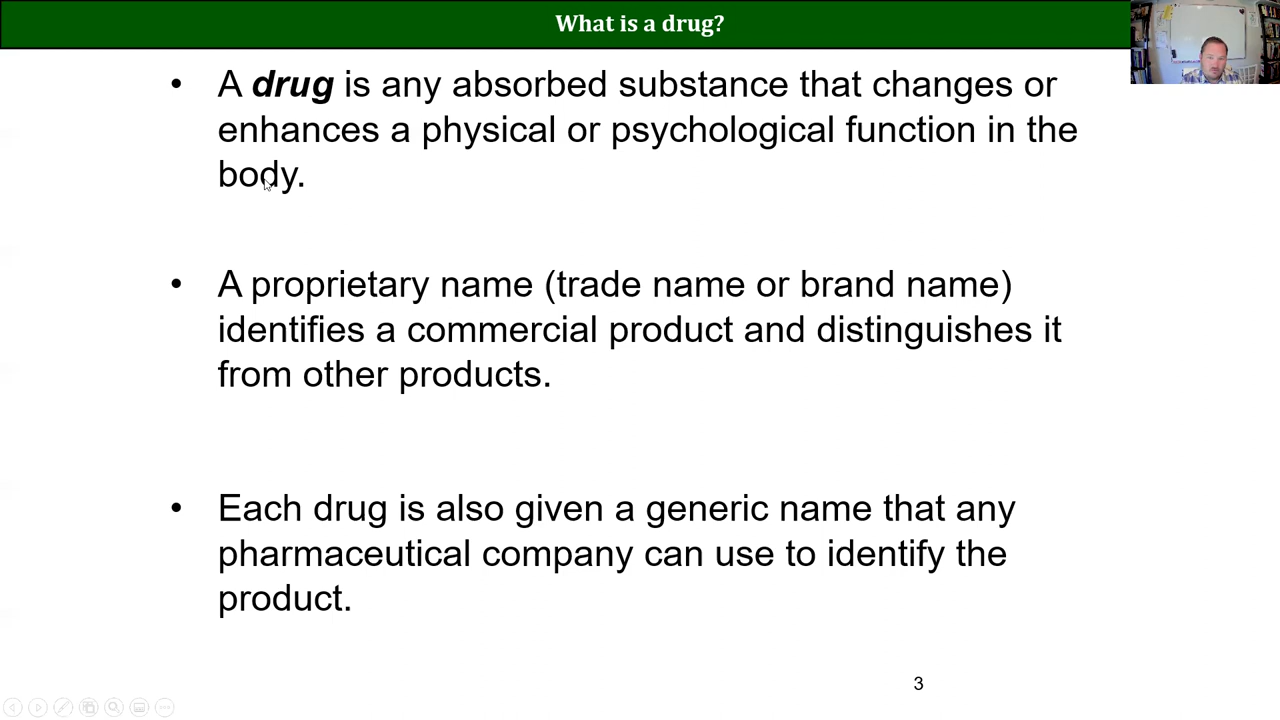 What is a drug?
• A drug is any absorbed substance that changes or
enhances a physical or psychological function in the
body.
• A proprietary name (trade name or brand name)
identifies a commercial product and distinguishes it
from other products.
• Each drug is also given a generic name that any
pharmaceutical company can use to identify the
product.
3